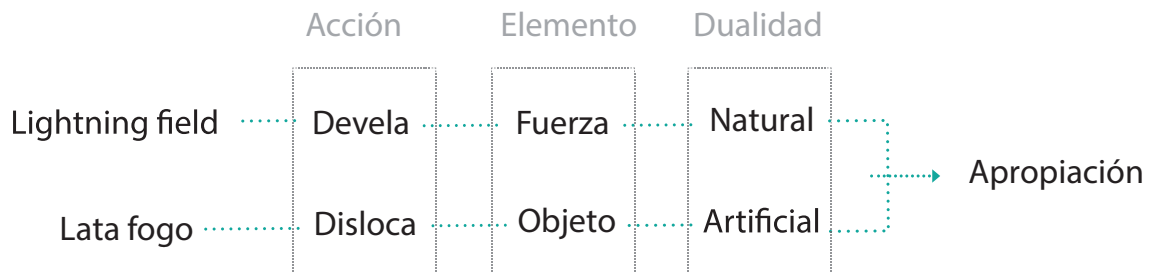 Acción Elemento Dualidad
Lightning field Devela Fuerza Natural
Apropiación
Lata fogo Disloca Objeto Artificial